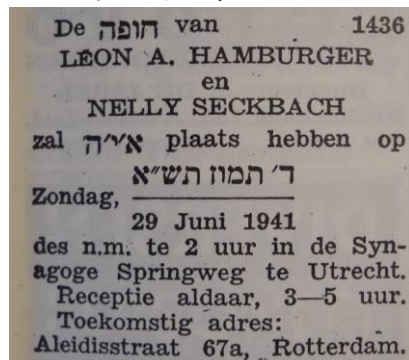 De חופה van 1436
LEON A. HAMBURGER
en
NELLY SECKBACH
zal אי״ה plaats hebben op
ד׳ תמוז תש״א
Zondag,
29 Juni 1941
des n.m. te 2 uur in de Syn-
agoge Springweg te Utrecht.
Receptie aldaar, 3—5 uur.
Toekomstig adres:
Aleidisstraat 67a, Rotterdam.